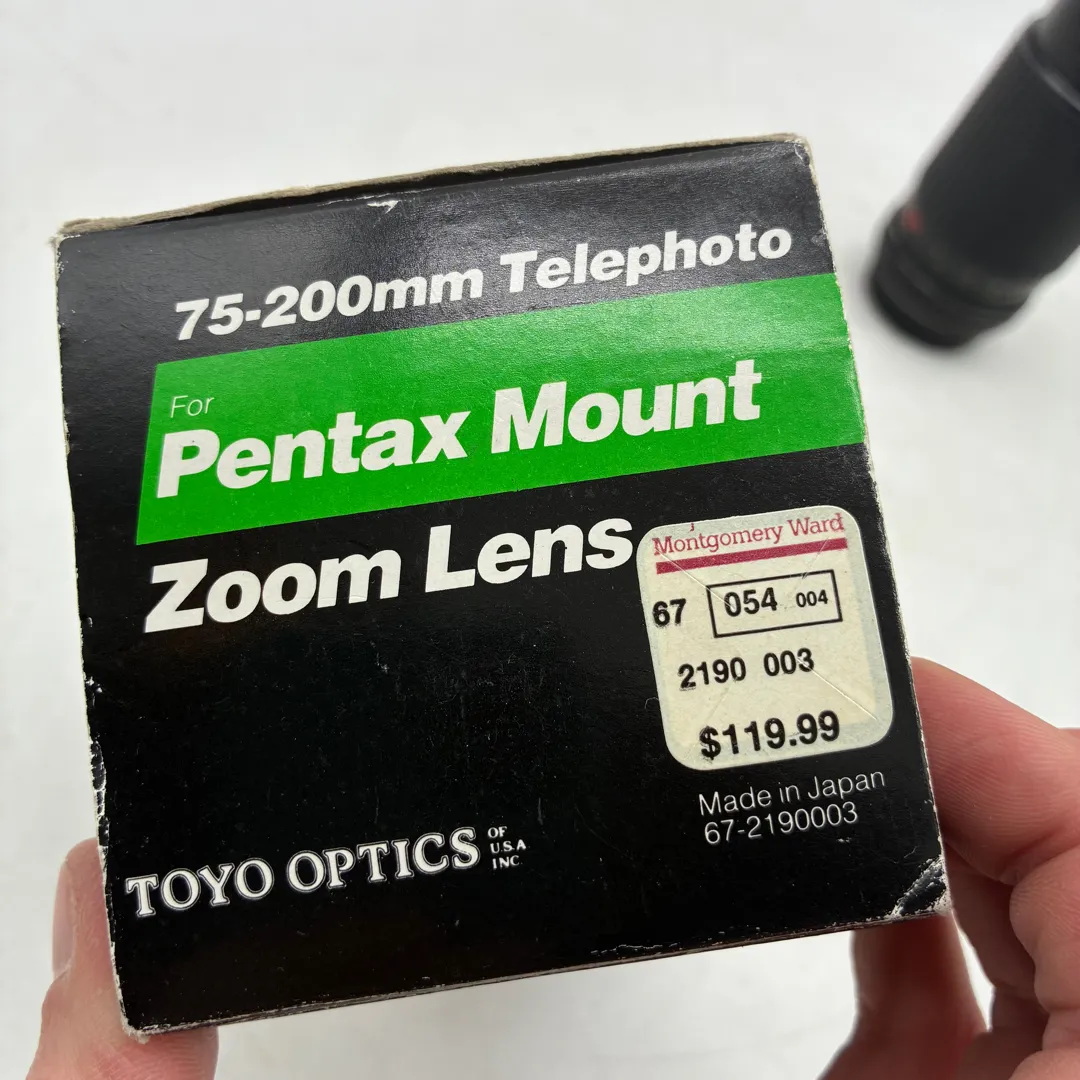 75-200mm Telephoto
For
Pentax Mount
Zoom Lens
Montgomery Ward
67 054 004
2190 003
$119.99
Made in Japan
67-2190003
TOYO OPTICS OF
U.S.A
INC.